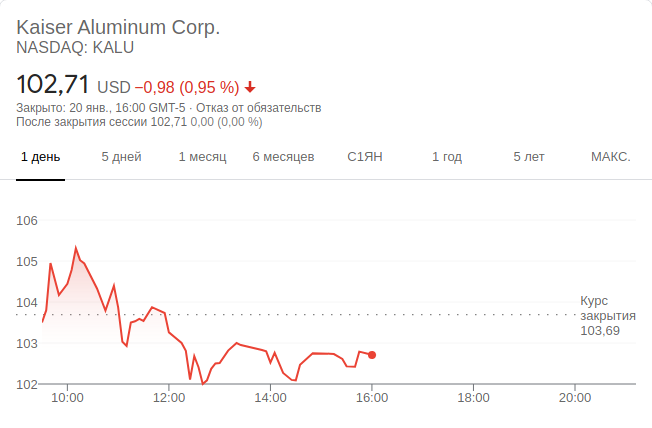 Kaiser Aluminum Corp.
NASDAQ: KALU
102,71 USD −0,98 (0,95 %)
Закрыто: 20 янв., 16:00 GMT-5 · Отказ от обязательств
После закрытия сессии 102,71 0,00 (0,00 %)
1 день 5 дней 1 месяц 6 месяцев С1ЯН 1 год 5 лет МАКС.
106
105
104
Курс
закрытия
103,69
103
102
10:00 12:00 14:00 16:00 18:00 20:00